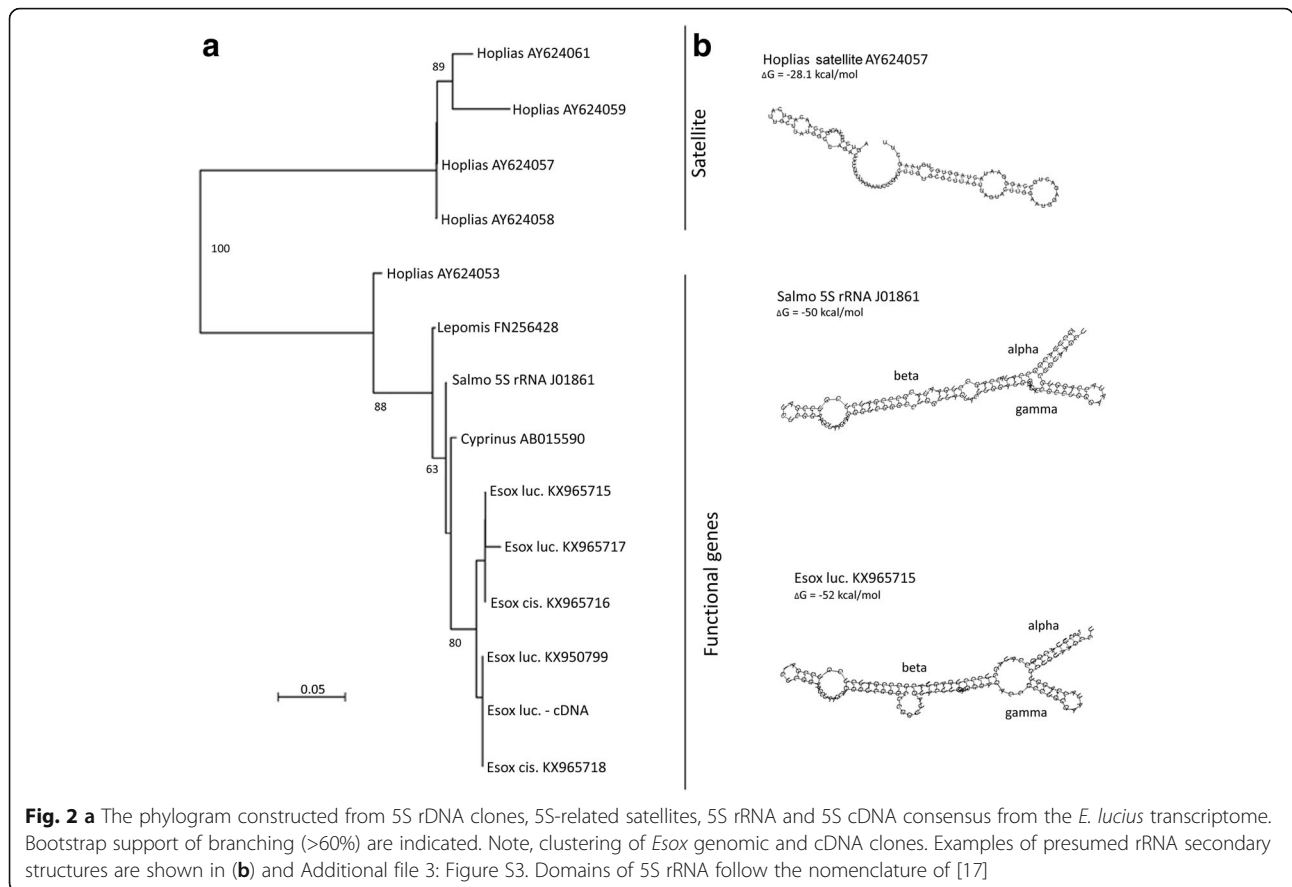 a
Hoplias AY624061
89
Hoplias AY624059
Hoplias AY624057
Hoplias AY624058
100
Hoplias AY624053
Lepomis FN256428
Salmo 5S rRNA J01861
88
Cyprinus AB015590
63
Esox luc. KX965715
Esox luc. KX965717
Esox cis. KX965716
80
Esox luc. KX950799
0.05
Esox luc. - cDNA
Esox cis. KX965718
Satellite
Functional genes
b
Hoplias satellite AY624057
ΔG = -28.1 kcal/mol
Salmo 5S rRNA J01861
ΔG = -50 kcal/mol
alpha
beta
gamma
Esox luc. KX965715
ΔG = -52 kcal/mol
alpha
beta
gamma
Fig. 2 a The phylogram constructed from 5S rDNA clones, 5S-related satellites, 5S rRNA and 5S cDNA consensus from the E. lucius transcriptome.
Bootstrap support of branching (>60%) are indicated. Note, clustering of Esox genomic and cDNA clones. Examples of presumed rRNA secondary
structures are shown in (b) and Additional file 3: Figure S3. Domains of 5S rRNA follow the nomenclature of [17]